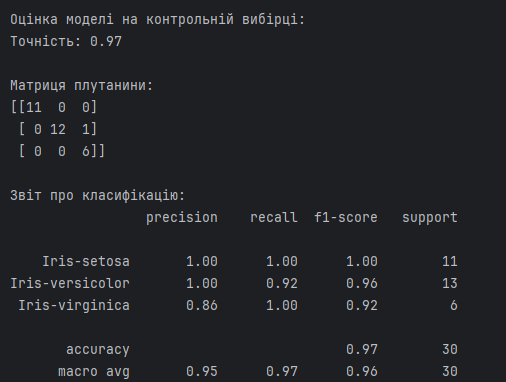 Оцінка моделі на контрольній вибірці:
Точність: 0.97
Матриця плутанини:
[[11  0  0]
 [ 0 12  1]
 [ 0  0  6]]
Звіт про класифікацію:
                 precision    recall  f1-score   support
    Iris-setosa       1.00      1.00      1.00        11
Iris-versicolor       1.00      0.92      0.96        13
 Iris-virginica       0.86      1.00      0.92         6
       accuracy                           0.97        30
      macro avg       0.95      0.97      0.96        30